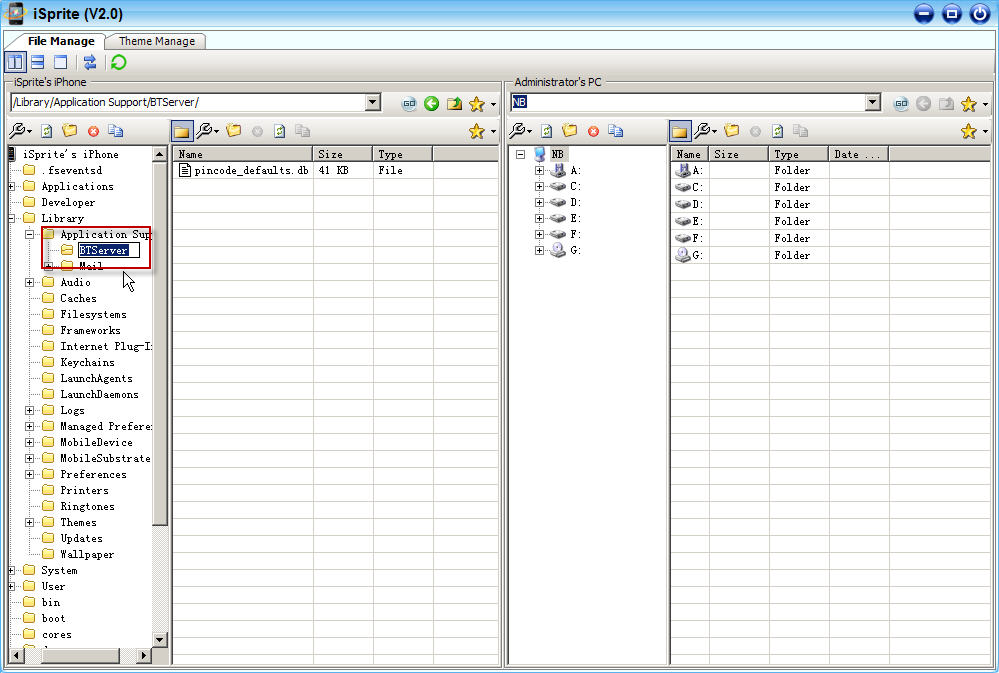 iSprite (V2.0)
File Manage
Theme Manage
iSprite's iPhone
/Library/Application Support/BTServer/
GO
iSprite's iPhone
.fseventsd
Applications
Developer
Library
Application Sup
BTServer
Mail
Audio
Caches
Filesystems
Frameworks
Internet Plug-I
Keychains
LaunchAgents
LaunchDaemons
Logs
Managed Prefere
MobileDevice
MobileSubstrate
Preferences
Printers
Ringtones
Themes
Updates
Wallpaper
System
User
bin
boot
cores
Name Size Type
pincode_defaults.db 41 KB File
Administrator's PC
NB
GO
NB
A:
C:
D:
E:
F:
G:
Name Size Type Date ...
A: Folder
C: Folder
D: Folder
E: Folder
F: Folder
G: Folder